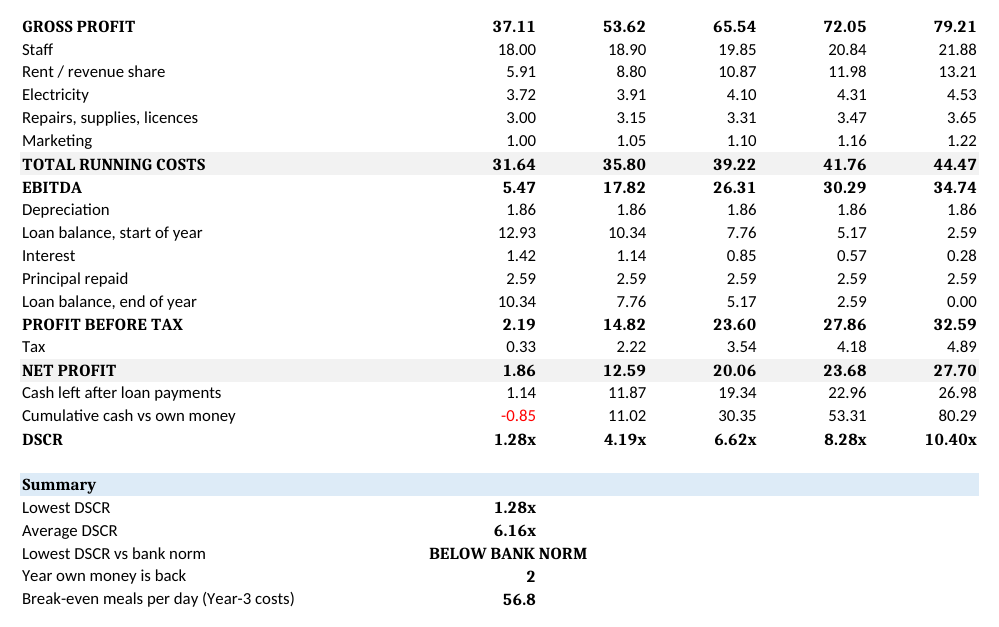 GROSS PROFIT 37.11 53.62 65.54 72.05 79.21
Staff 18.00 18.90 19.85 20.84 21.88
Rent / revenue share 5.91 8.80 10.87 11.98 13.21
Electricity 3.72 3.91 4.10 4.31 4.53
Repairs, supplies, licences 3.00 3.15 3.31 3.47 3.65
Marketing 1.00 1.05 1.10 1.16 1.22
TOTAL RUNNING COSTS 31.64 35.80 39.22 41.76 44.47
EBITDA 5.47 17.82 26.31 30.29 34.74
Depreciation 1.86 1.86 1.86 1.86 1.86
Loan balance, start of year 12.93 10.34 7.76 5.17 2.59
Interest 1.42 1.14 0.85 0.57 0.28
Principal repaid 2.59 2.59 2.59 2.59 2.59
Loan balance, end of year 10.34 7.76 5.17 2.59 0.00
PROFIT BEFORE TAX 2.19 14.82 23.60 27.86 32.59
Tax 0.33 2.22 3.54 4.18 4.89
NET PROFIT 1.86 12.59 20.06 23.68 27.70
Cash left after loan payments 1.14 11.87 19.34 22.96 26.98
Cumulative cash vs own money -0.85 11.02 30.35 53.31 80.29
DSCR 1.28x 4.19x 6.62x 8.28x 10.40x
Summary
Lowest DSCR 1.28x
Average DSCR 6.16x
Lowest DSCR vs bank norm BELOW BANK NORM
Year own money is back 2
Break-even meals per day (Year-3 costs) 56.8